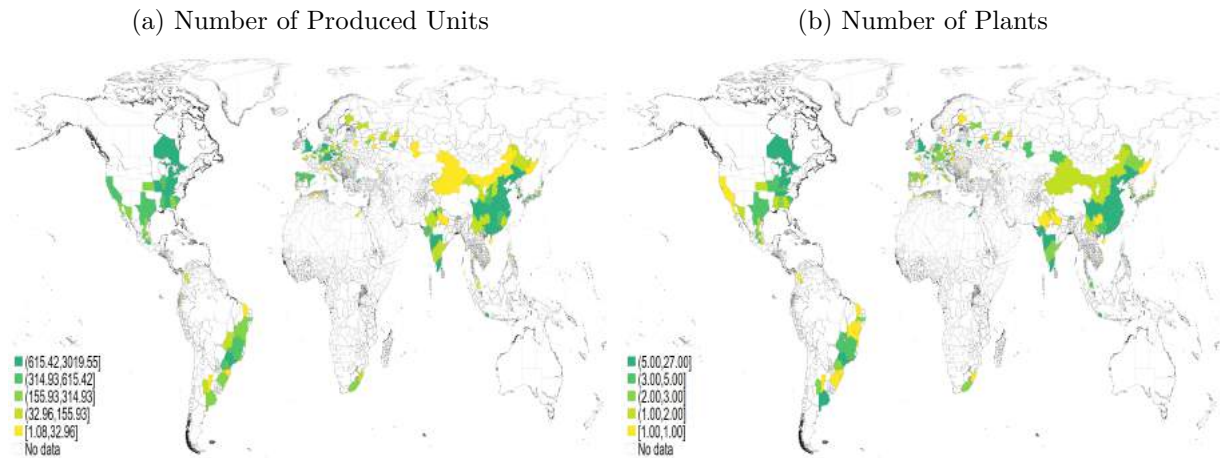 (a) Number of Produced Units
(b) Number of Plants
(615.42,3019.55]
(314.93,615.42]
(155.93,314.93]
(32.96,155.93]
[1.08,32.96]
No data
(5.00,27.00]
(3.00,5.00]
(2.00,3.00]
(1.00,2.00]
[1.00,1.00]
No data